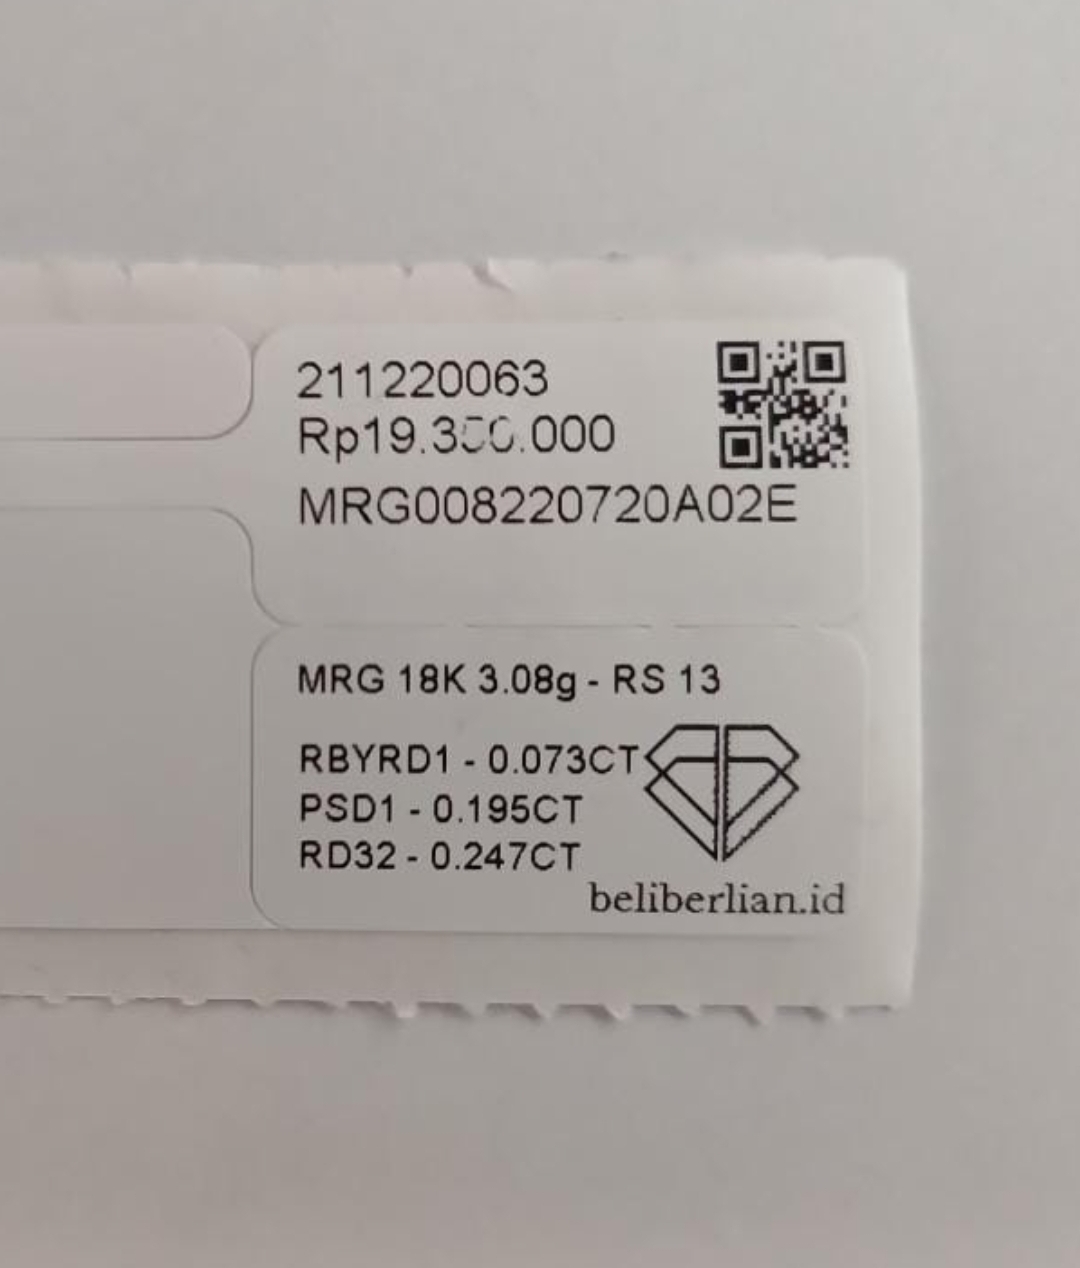 211220063
MRG008220720A02E
MRG 18K 3.08g - RS 13
RBYRD1 - 0.073CT
PSD1 - 0.195CT
RD32 - 0.247CT
beliberlian.id